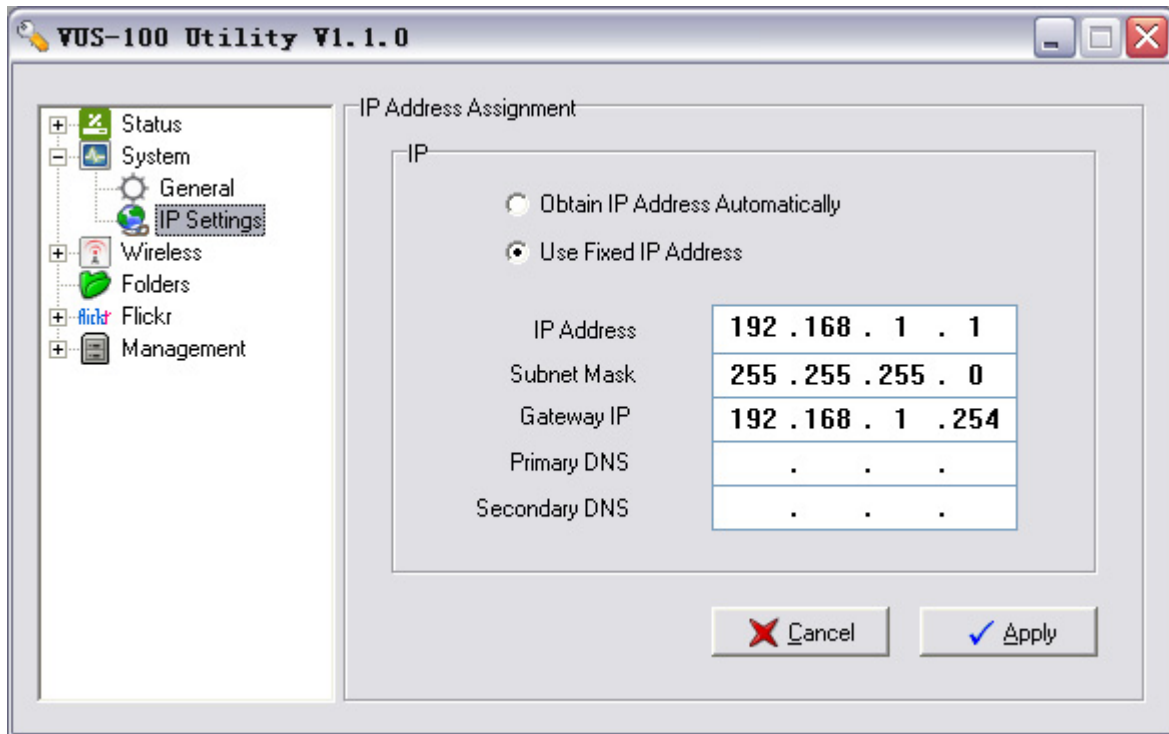 VUS-100 Utility V1.1.0
Status
System
General
IP Settings
Wireless
Folders
flickr Flickr
Management
IP Address Assignment
IP
Obtain IP Address Automatically
Use Fixed IP Address
IP Address 192 .168 . 1 . 1
Subnet Mask 255 .255 .255 . 0
Gateway IP 192 .168 . 1 .254
Primary DNS . . .
Secondary DNS . . .
Cancel Apply